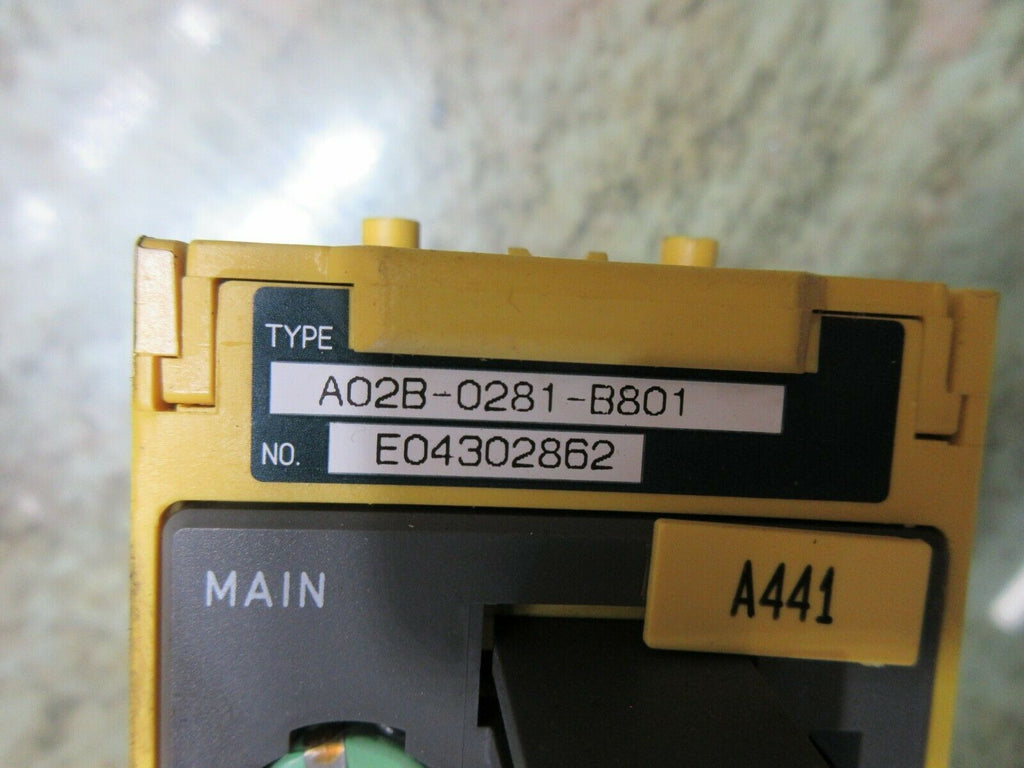 TYPE
A02B-0281-B801
NO. E04302862
MAIN
A441